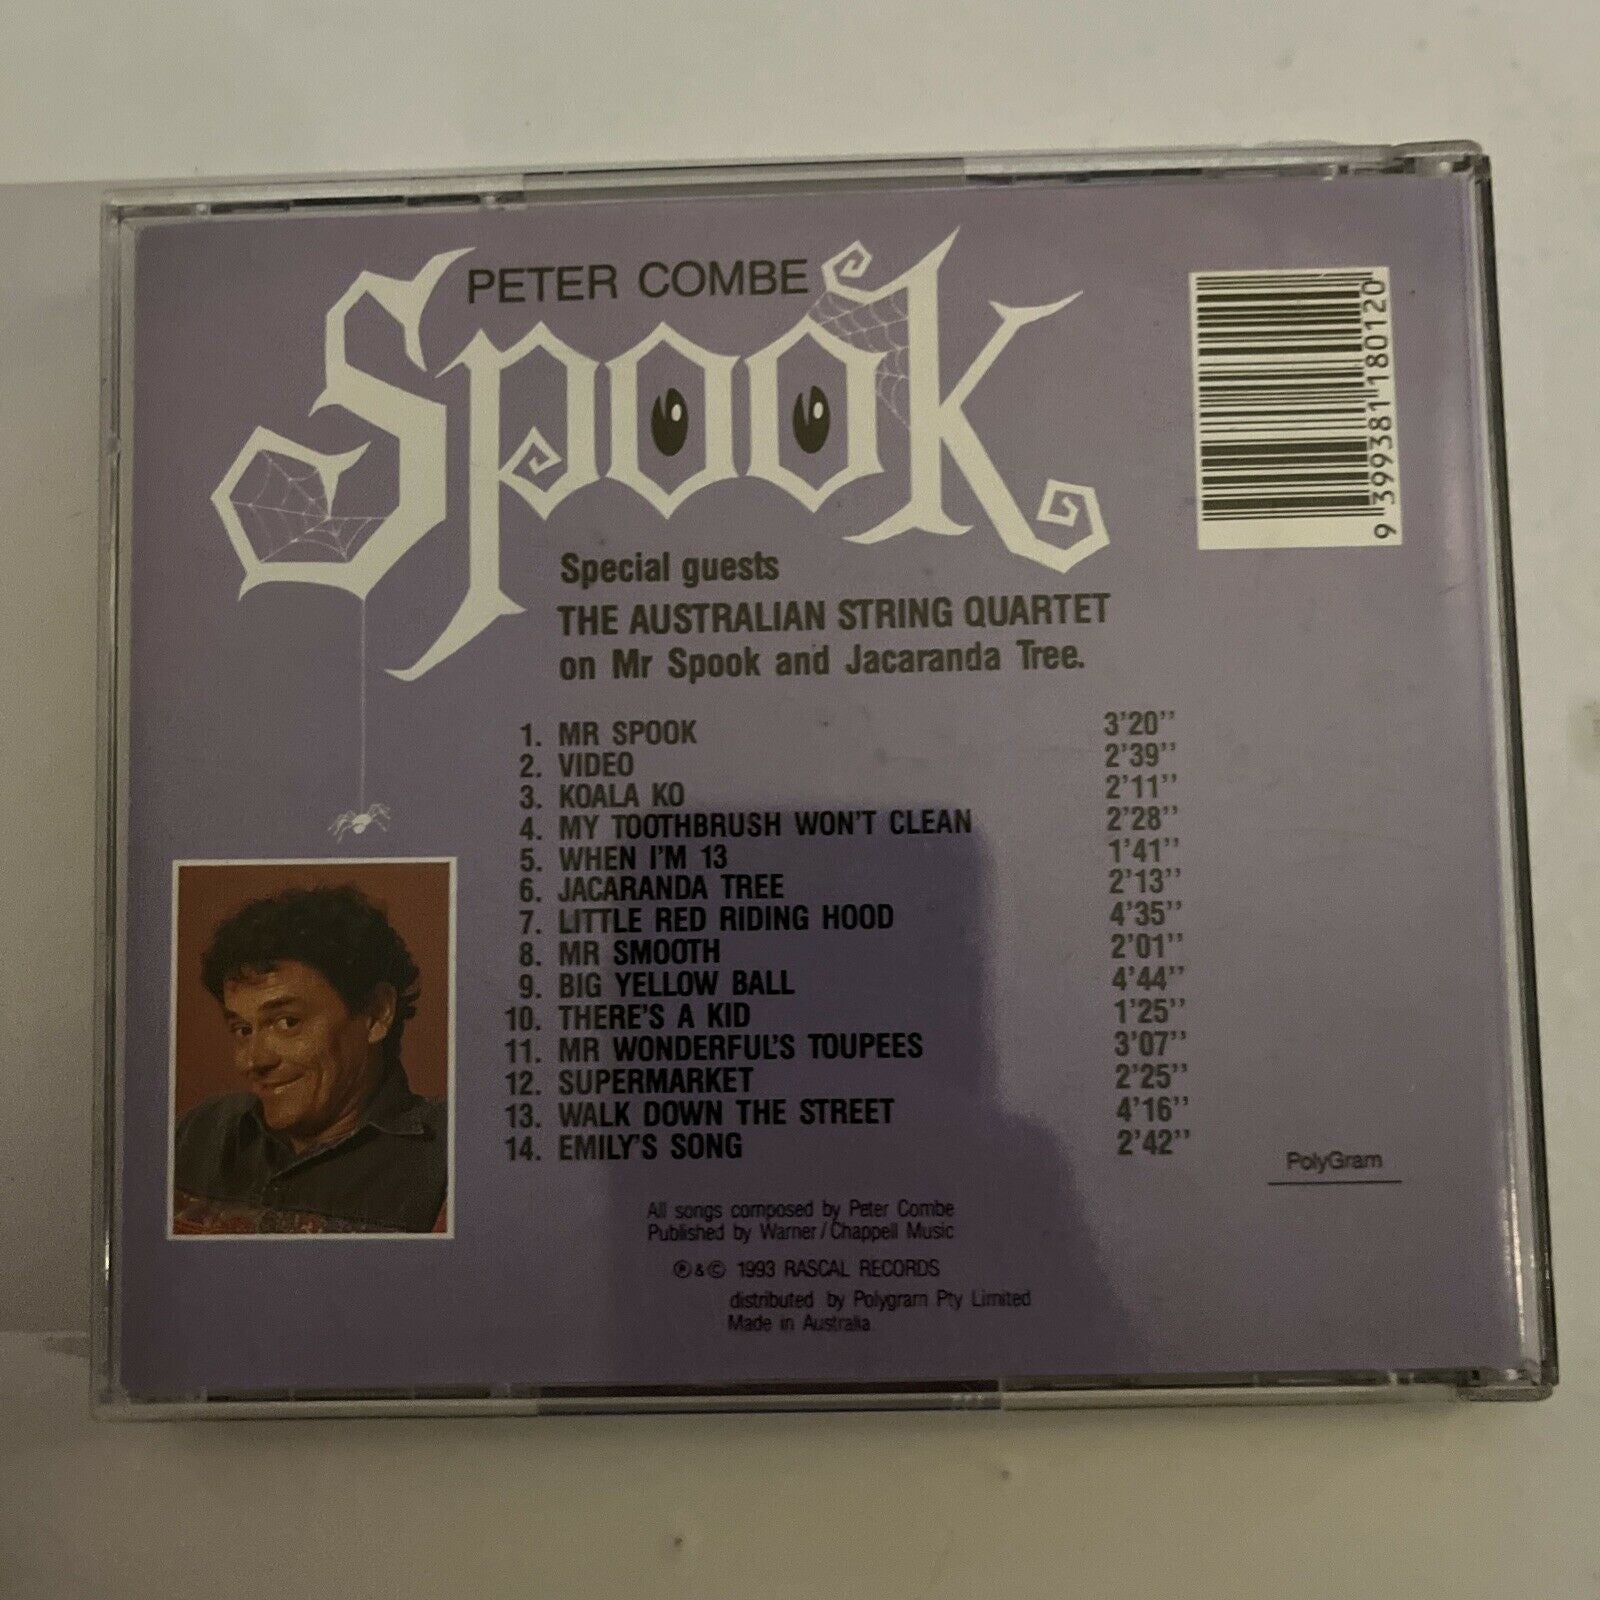 PETER COMBE
Spook
Special guests
THE AUSTRALIAN STRING QUARTET
on Mr Spook and Jacaranda Tree.
1. MR SPOOK 3'20''
2. VIDEO 2'39''
3. KOALA KO 2'11''
4. MY TOOTHBRUSH WON'T CLEAN 2'28''
5. WHEN I'M 13 1'41''
6. JACARANDA TREE 2'13''
7. LITTLE RED RIDING HOOD 4'35''
8. MR SMOOTH 2'01''
9. BIG YELLOW BALL 4'44''
10. THERE'S A KID 1'25''
11. MR WONDERFUL'S TOUPEES 3'07''
12. SUPERMARKET 2'25''
13. WALK DOWN THE STREET 4'16''
14. EMILY'S SONG 2'42''
All songs composed by Peter Combe
Published by Warner/Chappell Music
℗ & © 1993 RASCAL RECORDS
distributed by Polygram Pty Limited
Made in Australia.
PolyGram
9 399381 180120